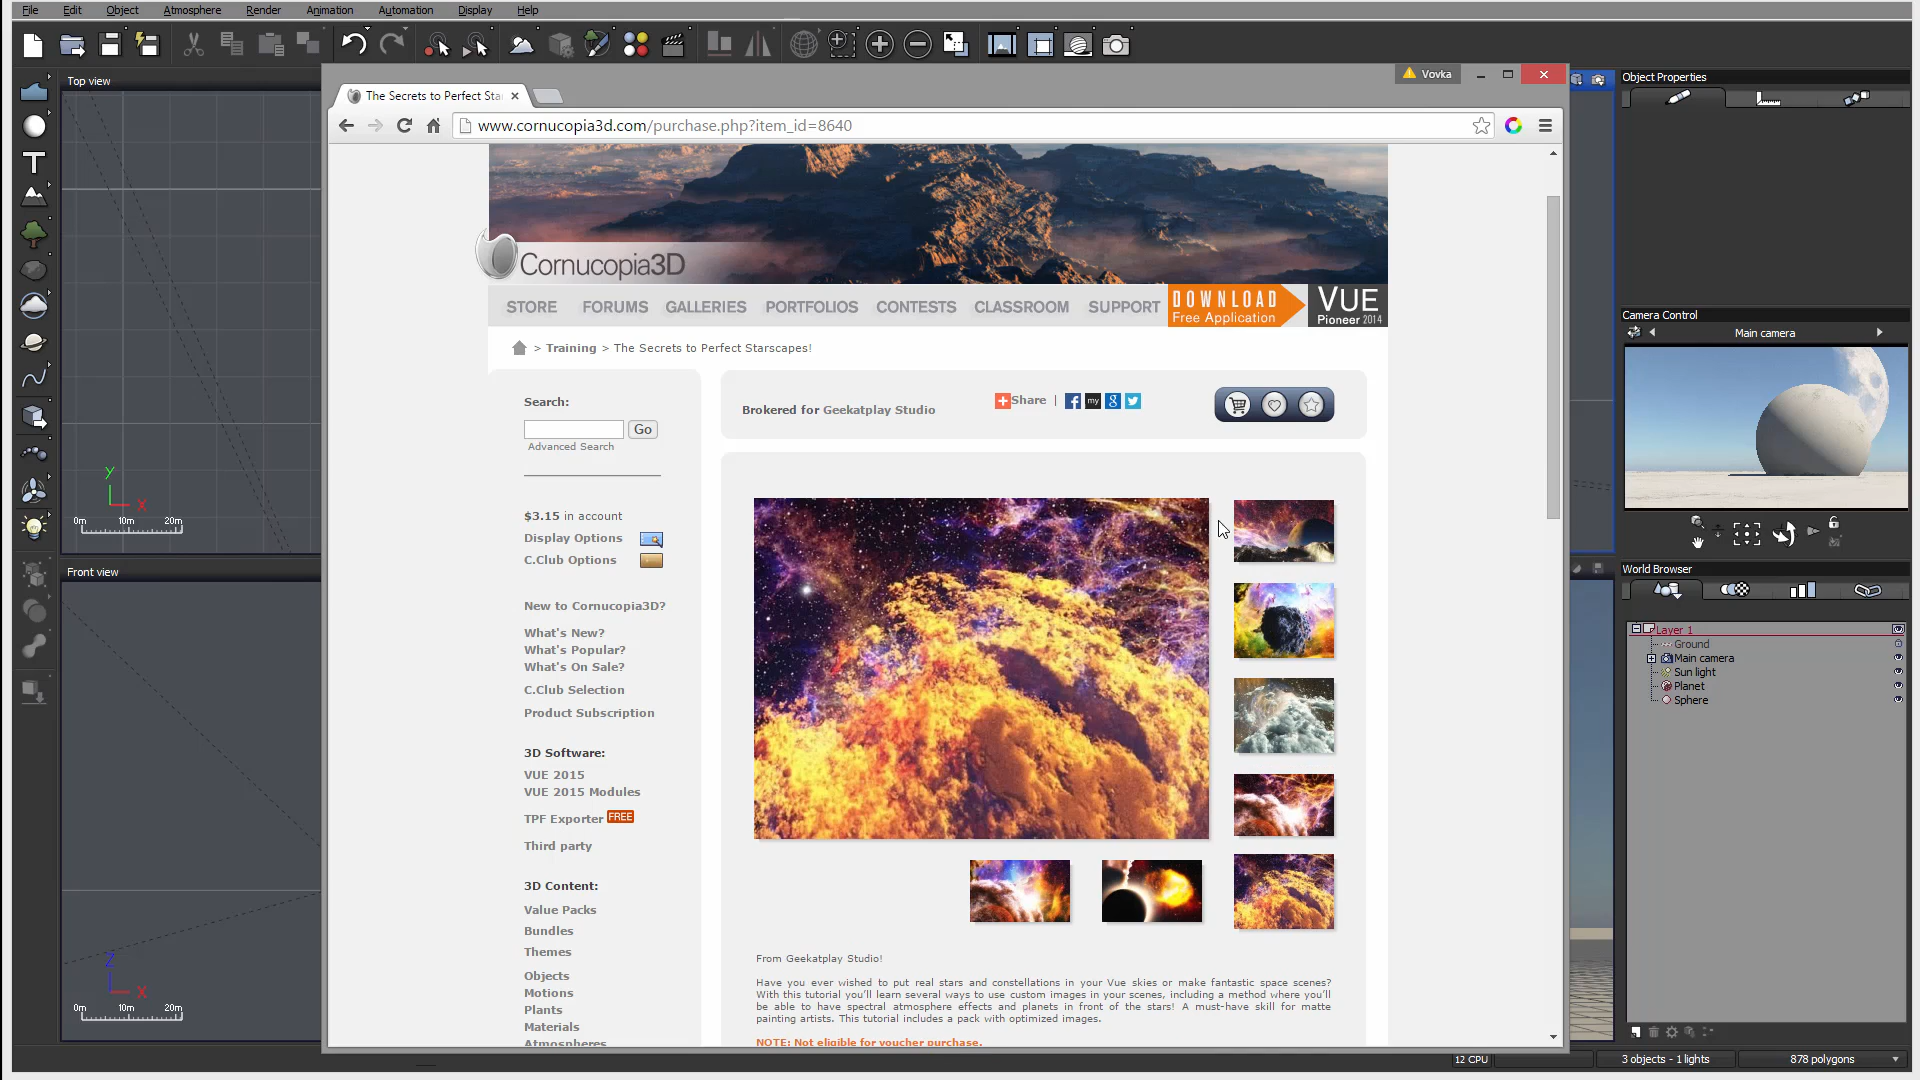 File Edit Object Atmosphere Render Animation Automation Display Help
Top view
Vovka
Object Properties
The Secrets to Perfect Sta
www.cornucopia3d.com/purchase.php?item_id=8640
Cornucopia3D
STORE FORUMS GALLERIES PORTFOLIOS CONTESTS CLASSROOM SUPPORT
DOWNLOAD
Free Application
VUE
Pioneer 2014
> Training > The Secrets to Perfect Starscapes!
Camera Control
Main camera
Search:
Go
Advanced Search
Brokered for Geekatplay Studio
Share |
my
$3.15 in account
Display Options
C.Club Options
New to Cornucopia3D?
What's New?
What's Popular?
What's On Sale?
C.Club Selection
Product Subscription
3D Software:
VUE 2015
VUE 2015 Modules
TPF Exporter FREE
Third party
3D Content:
Value Packs
Bundles
Themes
Objects
Motions
Plants
Materials
Atmospheres
From Geekatplay Studio!
Have you ever wished to put real stars and constellations in your Vue skies or make fantastic space scenes?
With this tutorial you'll learn several ways to use custom images in your scenes, including a method where you'll
be able to have spectral atmosphere effects and planets in front of the stars! A must-have skill for matte
painting artists. This tutorial includes a pack with optimized images.
NOTE: Not eligible for voucher purchase.
Y
X
0m 10m 20m
Front view
Z
X
0m 10m 20m
World Browser
Layer 1
Ground
Main camera
Sun light
Planet
Sphere
12 CPU
3 objects - 1 lights
878 polygons